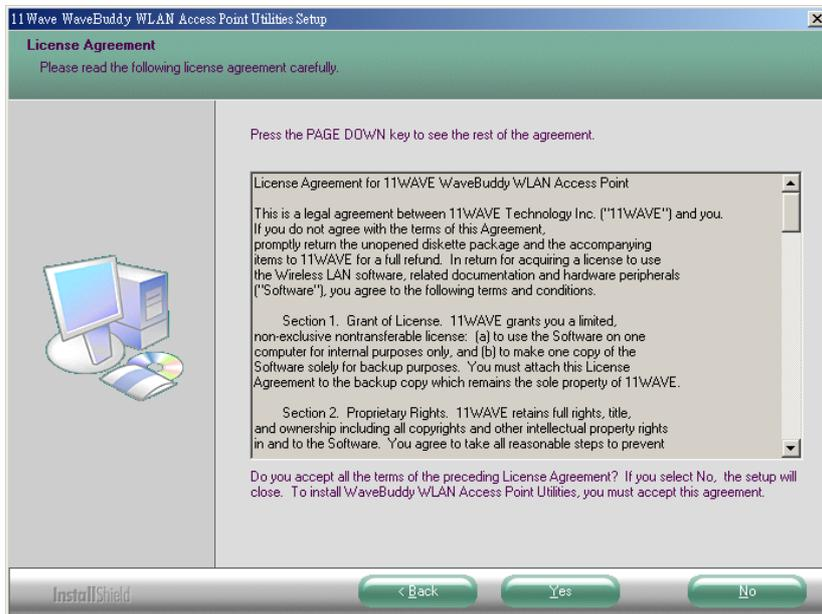 11Wave WaveBuddy WLAN Access Point Utilities Setup
License Agreement
Please read the following license agreement carefully.
Press the PAGE DOWN key to see the rest of the agreement.
License Agreement for 11WAVE WaveBuddy WLAN Access Point
This is a legal agreement between 11WAVE Technology Inc. ("11WAVE") and you.
If you do not agree with the terms of this Agreement,
promptly return the unopened diskette package and the accompanying
items to 11WAVE for a full refund.  In return for acquiring a license to use
the Wireless LAN software, related documentation and hardware peripherals
("Software"), you agree to the following terms and conditions.
Section 1.  Grant of License.  11WAVE grants you a limited,
non-exclusive nontransferable license:  (a) to use the Software on one
computer for internal purposes only, and (b) to make one copy of the
Software solely for backup purposes.  You must attach this License
Agreement to the backup copy which remains the sole property of 11WAVE.
Section 2.  Proprietary Rights.  11WAVE retains full rights, title,
and ownership including all copyrights and other intellectual property rights
in and to the Software.  You agree to take all reasonable steps to prevent
Do you accept all the terms of the preceding License Agreement?  If you select No,  the setup will
close.  To install WaveBuddy WLAN Access Point Utilities, you must accept this agreement.
InstallShield
< Back
Yes
No